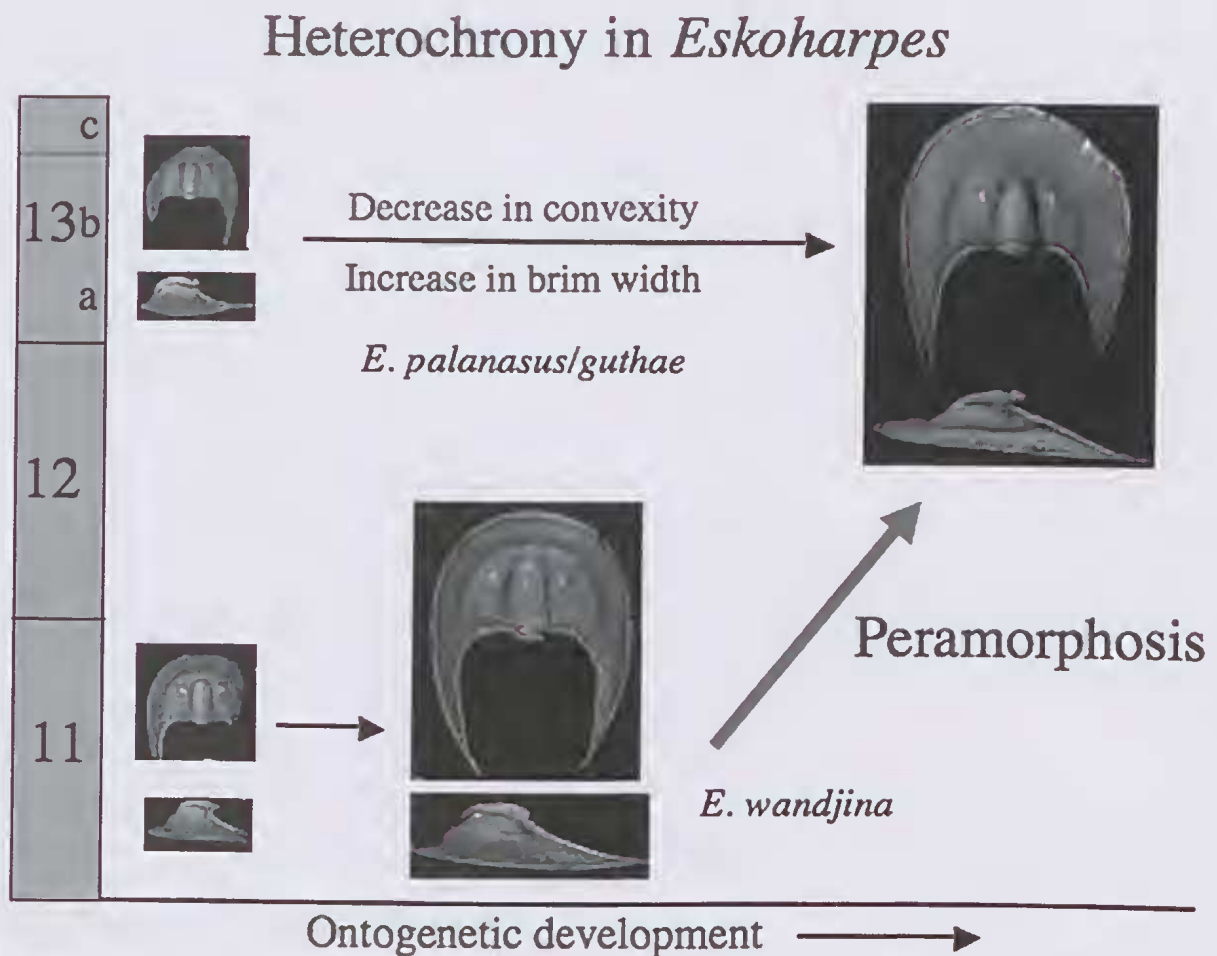 Heterochrony in Eskoharpes
c
13b
a
Decrease in convexity
Increase in brim width
E. palanasus/guthae
12
Peramorphosis
11
E. wandjina
Ontogenetic development